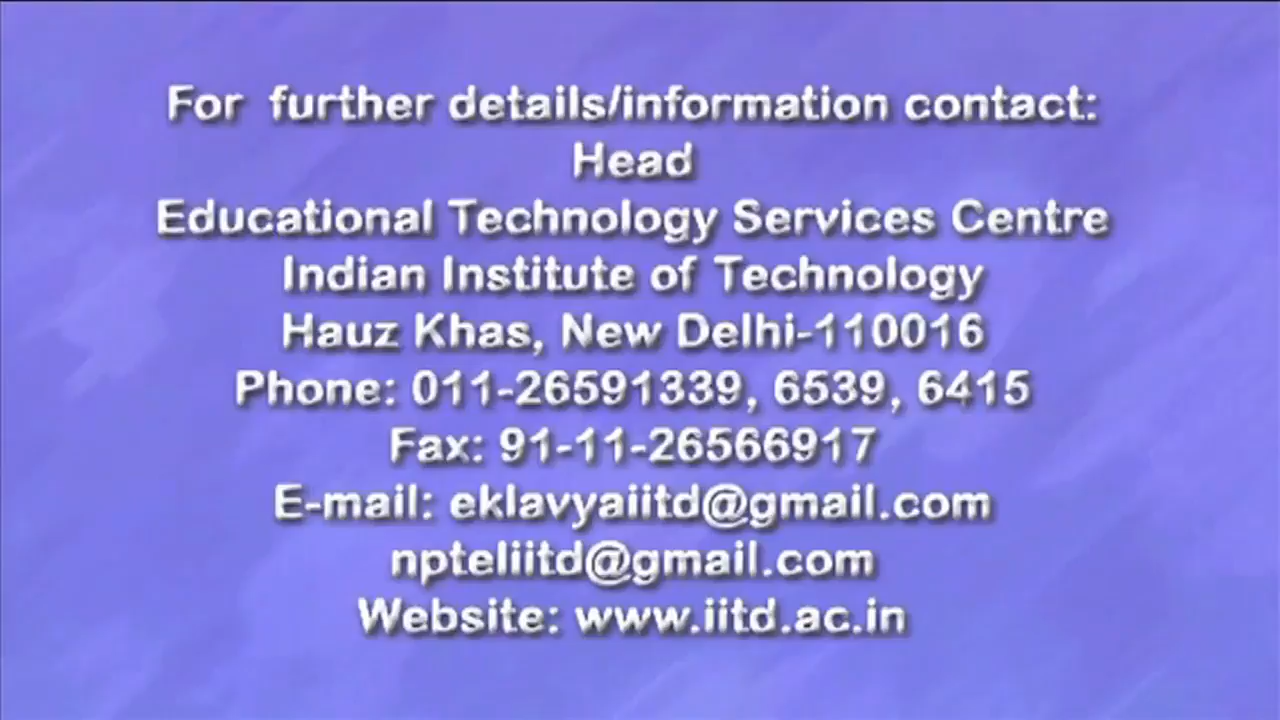 For further details/information contact:
Head
Educational Technology Services Centre
Indian Institute of Technology
Hauz Khas, New Delhi-110016
Phone: 011-26591339, 6539, 6415
Fax: 91-11-26566917
E-mail: eklavyaiitd@gmail.com
npteliitd@gmail.com
Website: www.iitd.ac.in